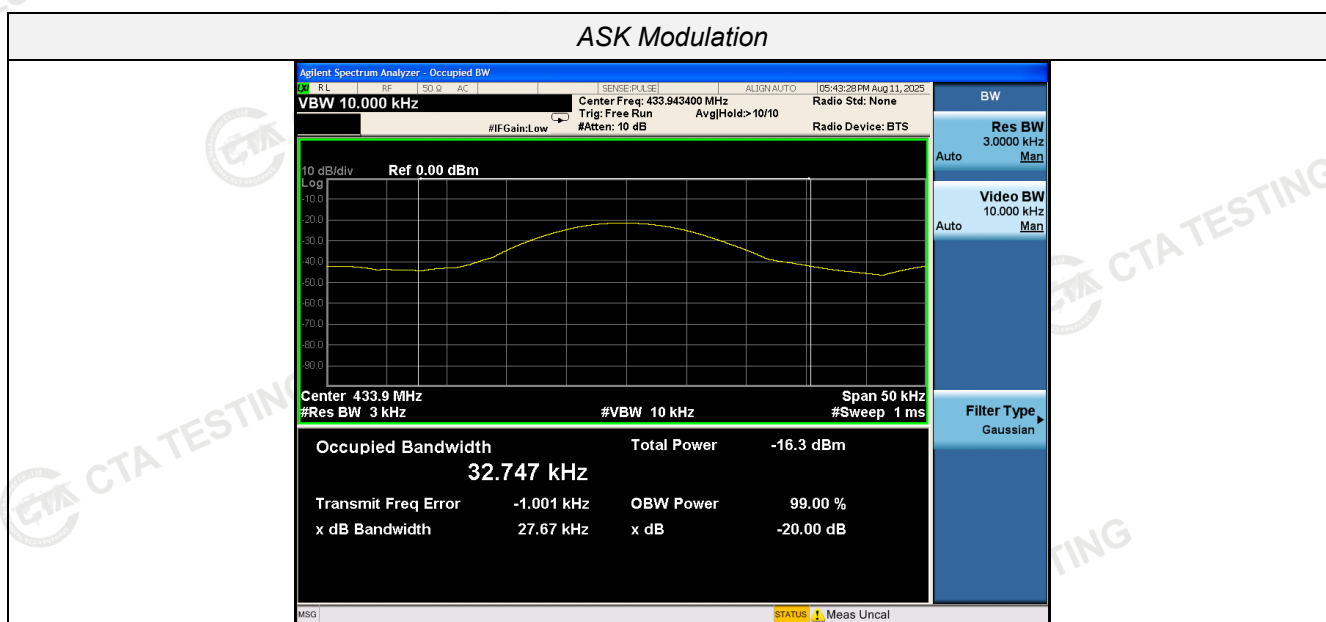 ASK Modulation
Agilent Spectrum Analyzer - Occupied BW
LXI RL RF 50 Ω AC SENSE:PULSE ALIGN AUTO 05:43:28 PM Aug 11, 2025
VBW 10.000 kHz
Center Freq: 433.943400 MHz Radio Std: None
Trig: Free Run Avg|Hold:>10/10
#IFGain:Low #Atten: 10 dB Radio Device: BTS
10 dB/div Ref 0.00 dBm
Log
-10.0
-20.0
-30.0
-40.0
-50.0
-60.0
-70.0
-80.0
-90.0
Center 433.9 MHz Span 50 kHz
#Res BW 3 kHz #VBW 10 kHz #Sweep 1 ms
Occupied Bandwidth Total Power -16.3 dBm
32.747 kHz
Transmit Freq Error -1.001 kHz OBW Power 99.00 %
x dB Bandwidth 27.67 kHz x dB -20.00 dB
MSG STATUS Meas Uncal
BW
Res BW
3.0000 kHz
Auto Man
Video BW
10.000 kHz
Auto Man
Filter Type
Gaussian
CTA
CTA CTA TESTING
CTA CTA TESTING
TING